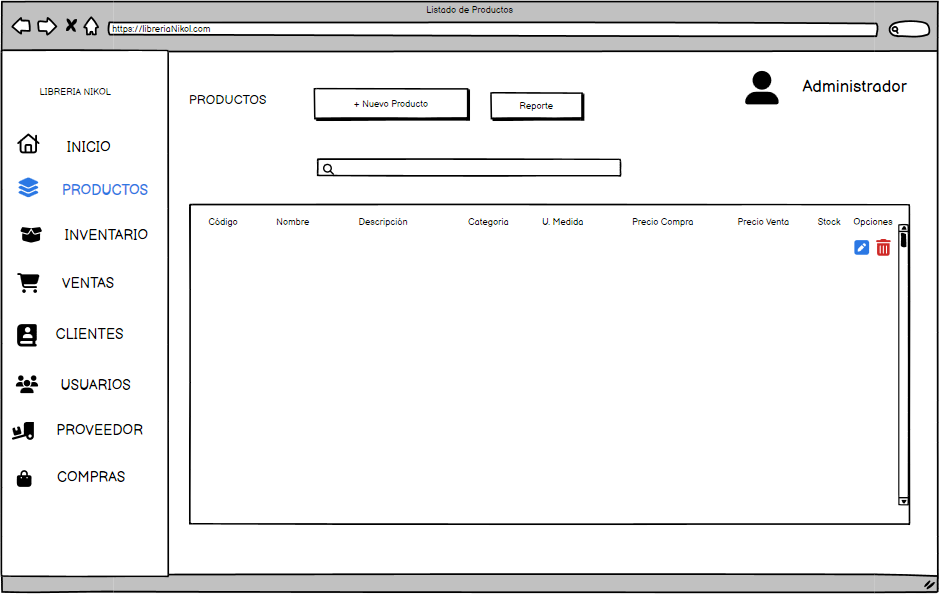 Listado de Productos
https://libreriaNikol.com
LIBRERIA NIKOL
INICIO
PRODUCTOS
INVENTARIO
VENTAS
CLIENTES
USUARIOS
PROVEEDOR
COMPRAS
PRODUCTOS
+ Nuevo Producto
Reporte
Administrador
Código Nombre Descripción Categoria U. Medida Precio Compra Precio Venta Stock Opciones